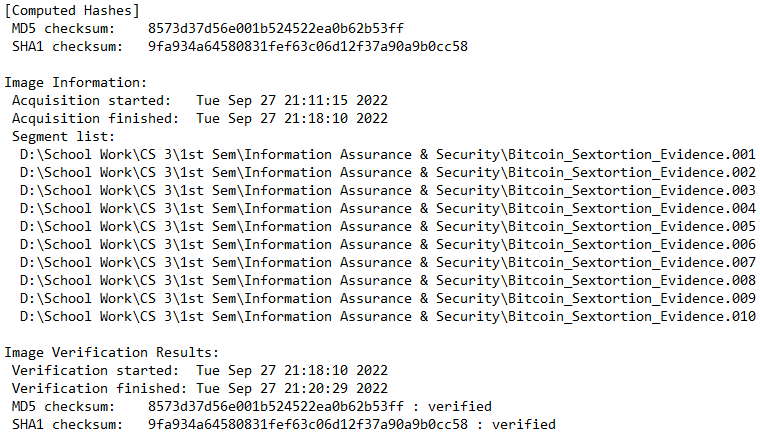 [Computed Hashes]
MD5 checksum: 8573d37d56e001b524522ea0b62b53ff
SHA1 checksum: 9fa934a64580831fef63c06d12f37a90a9b0cc58
Image Information:
Acquisition started: Tue Sep 27 21:11:15 2022
Acquisition finished: Tue Sep 27 21:18:10 2022
Segment list:
D:\School Work\CS 3\1st Sem\Information Assurance & Security\Bitcoin_Sextortion_Evidence.001
D:\School Work\CS 3\1st Sem\Information Assurance & Security\Bitcoin_Sextortion_Evidence.002
D:\School Work\CS 3\1st Sem\Information Assurance & Security\Bitcoin_Sextortion_Evidence.003
D:\School Work\CS 3\1st Sem\Information Assurance & Security\Bitcoin_Sextortion_Evidence.004
D:\School Work\CS 3\1st Sem\Information Assurance & Security\Bitcoin_Sextortion_Evidence.005
D:\School Work\CS 3\1st Sem\Information Assurance & Security\Bitcoin_Sextortion_Evidence.006
D:\School Work\CS 3\1st Sem\Information Assurance & Security\Bitcoin_Sextortion_Evidence.007
D:\School Work\CS 3\1st Sem\Information Assurance & Security\Bitcoin_Sextortion_Evidence.008
D:\School Work\CS 3\1st Sem\Information Assurance & Security\Bitcoin_Sextortion_Evidence.009
D:\School Work\CS 3\1st Sem\Information Assurance & Security\Bitcoin_Sextortion_Evidence.010
Image Verification Results:
Verification started: Tue Sep 27 21:18:10 2022
Verification finished: Tue Sep 27 21:20:29 2022
MD5 checksum: 8573d37d56e001b524522ea0b62b53ff : verified
SHA1 checksum: 9fa934a64580831fef63c06d12f37a90a9b0cc58 : verified